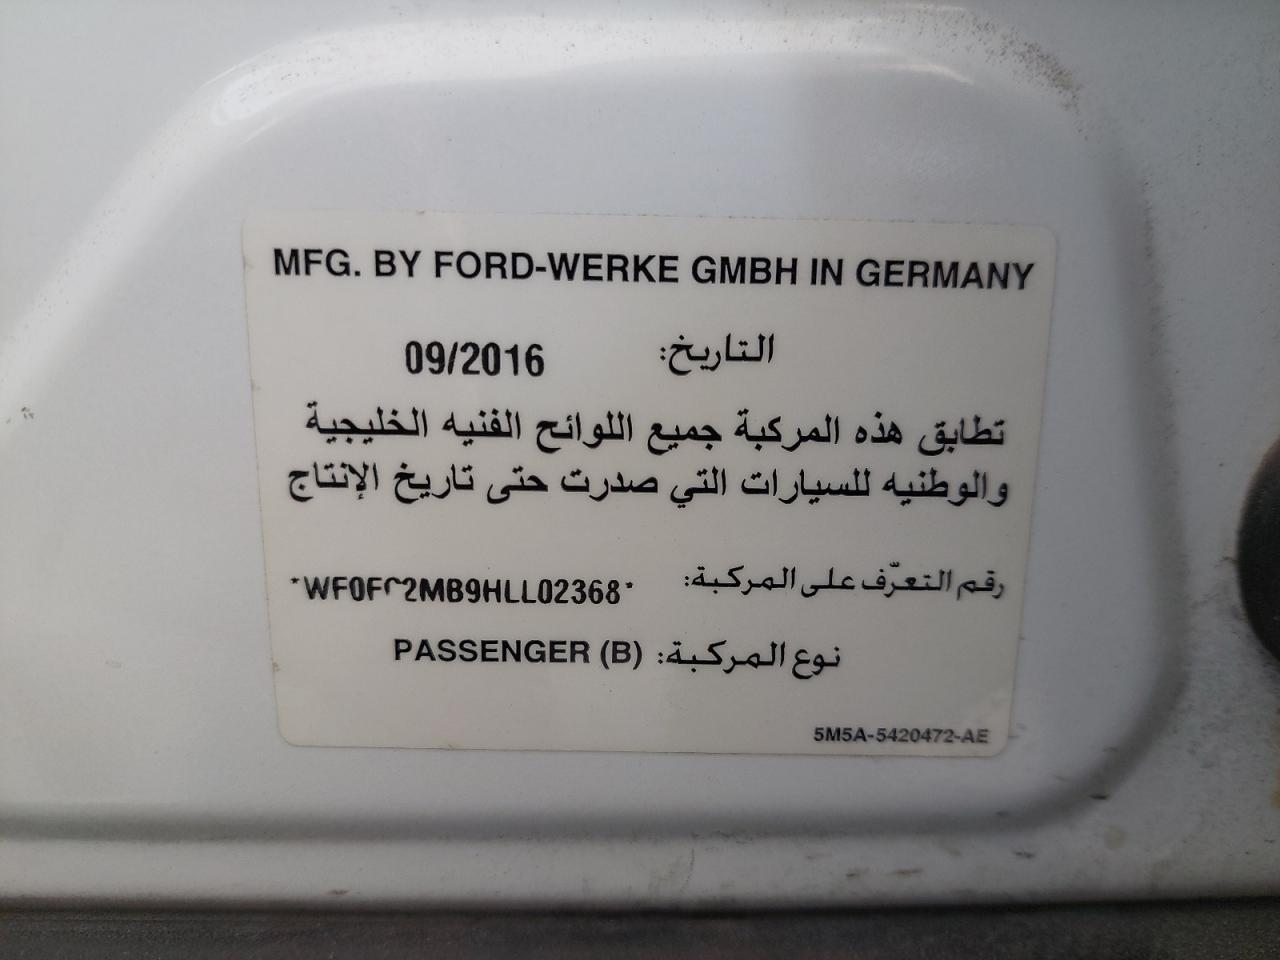 MFG. BY FORD-WERKE GMBH IN GERMANY
التاريخ: 09/2016
تطابق هذه المركبة جميع اللوائح الفنيه الخليجية
والوطنيه للسيارات التي صدرت حتى تاريخ الإنتاج
رقم التعرّف على المركبة: *WF0FC2MB9HLL02368*
نوع المركبة: PASSENGER (B)
5M5A-5420472-AE